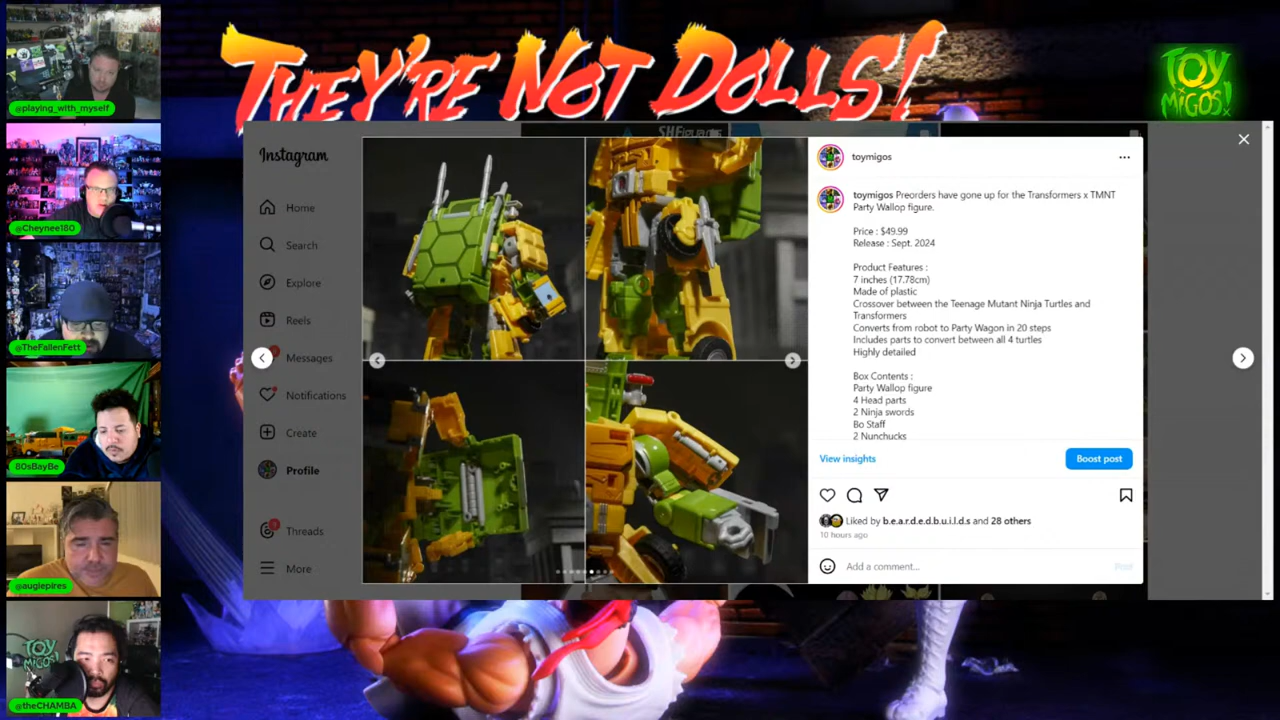 THEY'RE NOT DOLLS!
TOY
MIGOS!
@playing_with_myself
@Cheynee180
@TheFallenFett
80sBayBe
@augiepires
TOY
MIGOS!
@theCHAMBA
Instagram
Home
Search
Explore
Reels
Messages
Notifications
Create
Profile
Threads
More
SHFiguarts
toymigos
toymigos Preorders have gone up for the Transformers x TMNT
Party Wallop figure.
Price : $49.99
Release : Sept. 2024
Product Features :
7 inches (17.78cm)
Made of plastic
Crossover between the Teenage Mutant Ninja Turtles and
Transformers
Converts from robot to Party Wagon in 20 steps
Includes parts to convert between all 4 turtles
Highly detailed
Box Contents :
Party Wallop figure
4 Head parts
2 Ninja swords
Bo Staff
2 Nunchucks
View insights
Boost post
Liked by b.e.a.r.d.e.d.b.u.i.l.d.s and 28 others
10 hours ago
Add a comment...
Post